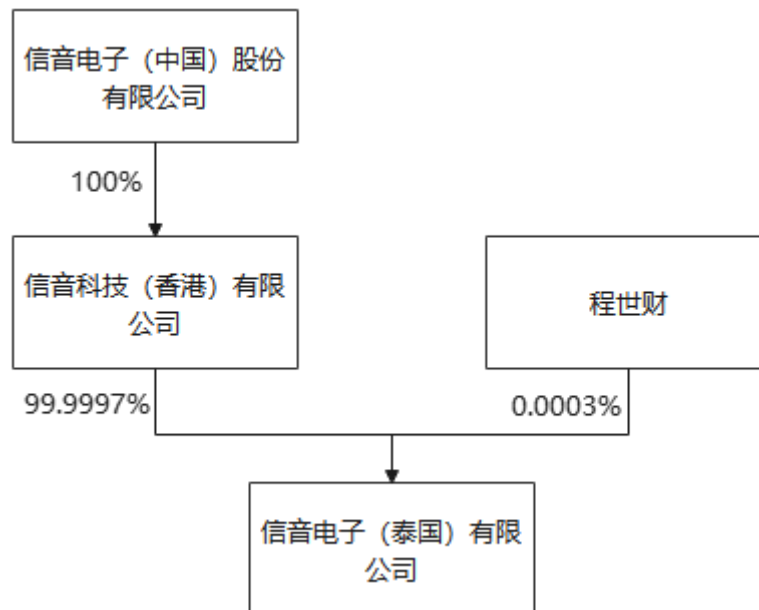 信音电子（中国）股份
有限公司
100%
信音科技（香港）有限
公司
程世财
99.9997%
0.0003%
信音电子（泰国）有限
公司